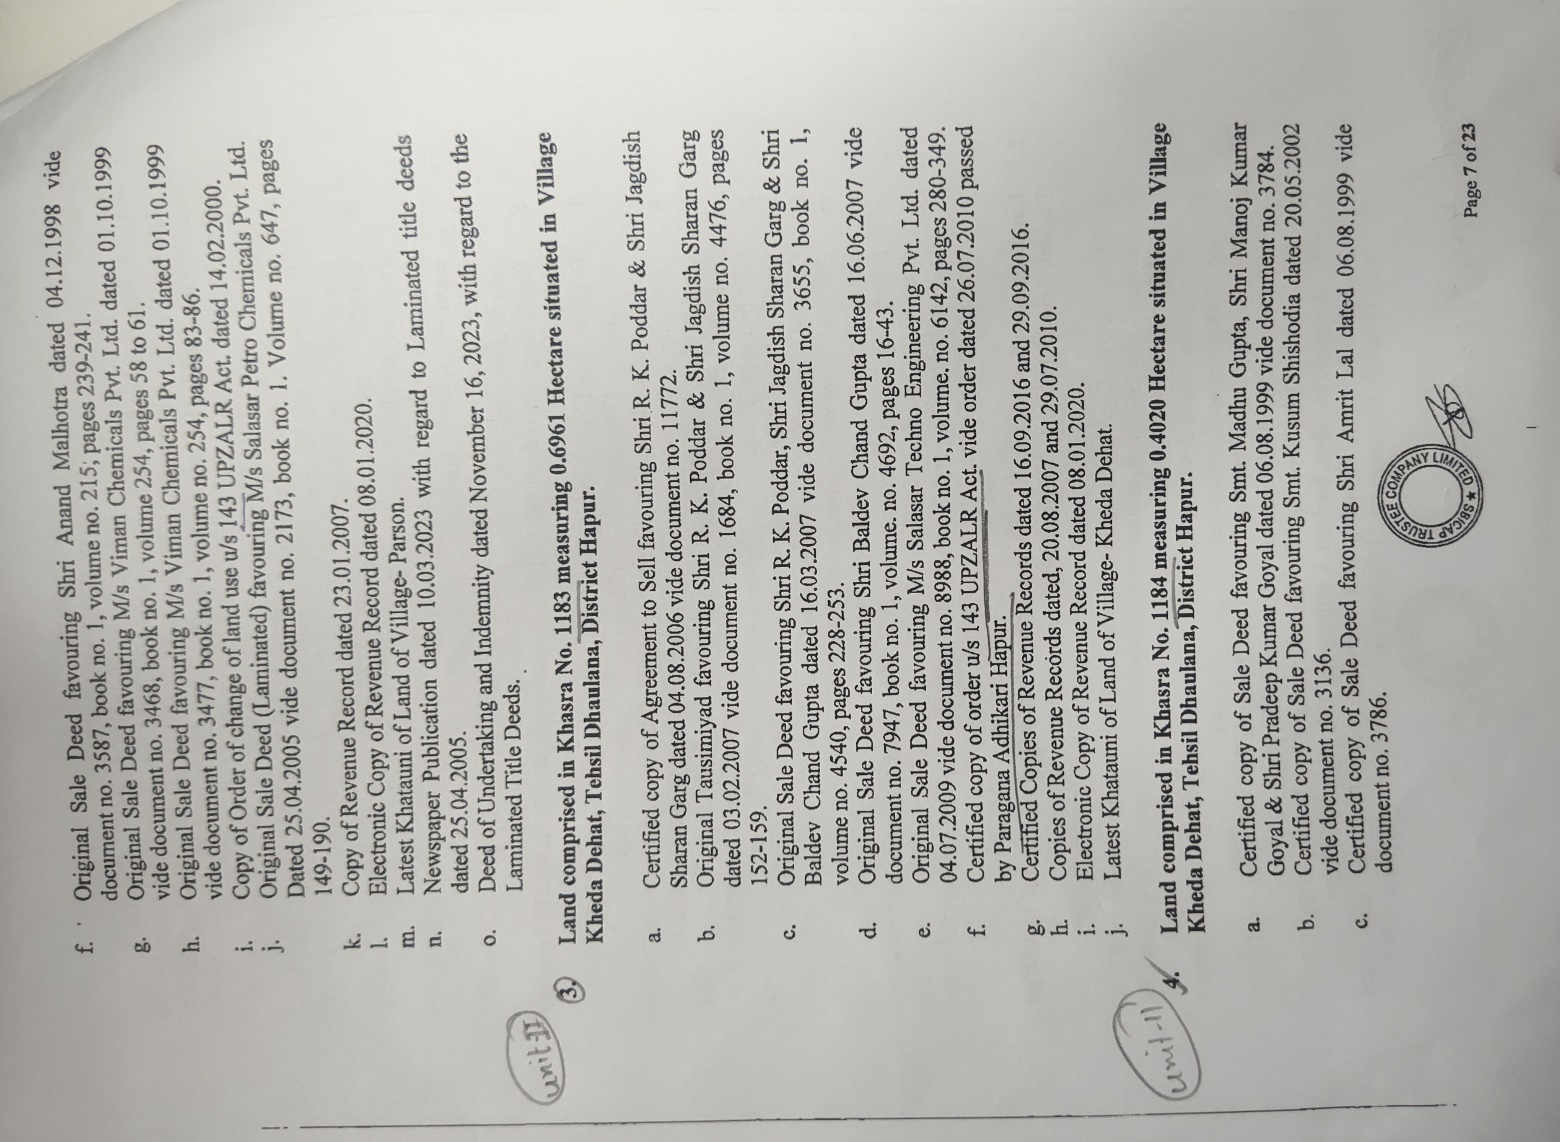 f. Original Sale Deed favouring Shri Anand Malhotra dated 04.12.1998 vide
document no. 3587, book no. 1, volume no. 215; pages 239-241.
g. Original Sale Deed favouring M/s Viman Chemicals Pvt. Ltd. dated 01.10.1999
vide document no. 3468, book no. 1, volume 254, pages 58 to 61.
h. Original Sale Deed favouring M/s Viman Chemicals Pvt. Ltd. dated 01.10.1999
vide document no. 3477, book no. 1, volume no. 254, pages 83-86.
i. Copy of Order of change of land use u/s 143 UPZALR Act. dated 14.02.2000.
j. Original Sale Deed (Laminated) favouring M/s Salasar Petro Chemicals Pvt. Ltd.
Dated 25.04.2005 vide document no. 2173, book no. 1. Volume no. 647, pages
149-190.
k. Copy of Revenue Record dated 23.01.2007.
l. Electronic Copy of Revenue Record dated 08.01.2020.
m. Latest Khatauni of Land of Village- Parson.
n. Newspaper Publication dated 10.03.2023 with regard to Laminated title deeds
dated 25.04.2005.
o. Deed of Undertaking and Indemnity dated November 16, 2023, with regard to the
Laminated Title Deeds.
unit-II
3. Land comprised in Khasra No. 1183 measuring 0.6961 Hectare situated in Village
Kheda Dehat, Tehsil Dhaulana, District Hapur.
a. Certified copy of Agreement to Sell favouring Shri R. K. Poddar & Shri Jagdish
Sharan Garg dated 04.08.2006 vide document no. 11772.
b. Original Tausimiyad favouring Shri R. K. Poddar & Shri Jagdish Sharan Garg
dated 03.02.2007 vide document no. 1684, book no. 1, volume no. 4476, pages
152-159.
c. Original Sale Deed favouring Shri R. K. Poddar, Shri Jagdish Sharan Garg & Shri
Baldev Chand Gupta dated 16.03.2007 vide document no. 3655, book no. 1,
volume no. 4540, pages 228-253.
d. Original Sale Deed favouring Shri Baldev Chand Gupta dated 16.06.2007 vide
document no. 7947, book no. 1, volume. no. 4692, pages 16-43.
e. Original Sale Deed favouring M/s Salasar Techno Engineering Pvt. Ltd. dated
04.07.2009 vide document no. 8988, book no. 1, volume. no. 6142, pages 280-349.
f. Certified copy of order u/s 143 UPZALR Act. vide order dated 26.07.2010 passed
by Paragana Adhikari Hapur.
g. Certified Copies of Revenue Records dated 16.09.2016 and 29.09.2016.
h. Copies of Revenue Records dated, 20.08.2007 and 29.07.2010.
i. Electronic Copy of Revenue Record dated 08.01.2020.
j. Latest Khatauni of Land of Village- Kheda Dehat.
unit-II
4. Land comprised in Khasra No. 1184 measuring 0.4020 Hectare situated in Village
Kheda Dehat, Tehsil Dhaulana, District Hapur.
a. Certified copy of Sale Deed favouring Smt. Madhu Gupta, Shri Manoj Kumar
Goyal & Shri Pradeep Kumar Goyal dated 06.08.1999 vide document no. 3784.
b. Certified copy of Sale Deed favouring Smt. Kusum Shishodia dated 20.05.2002
vide document no. 3136.
c. Certified copy of Sale Deed favouring Shri Amrit Lal dated 06.08.1999 vide
document no. 3786.
SBICAP TRUSTEE COMPANY LIMITED ★
Page 7 of 23